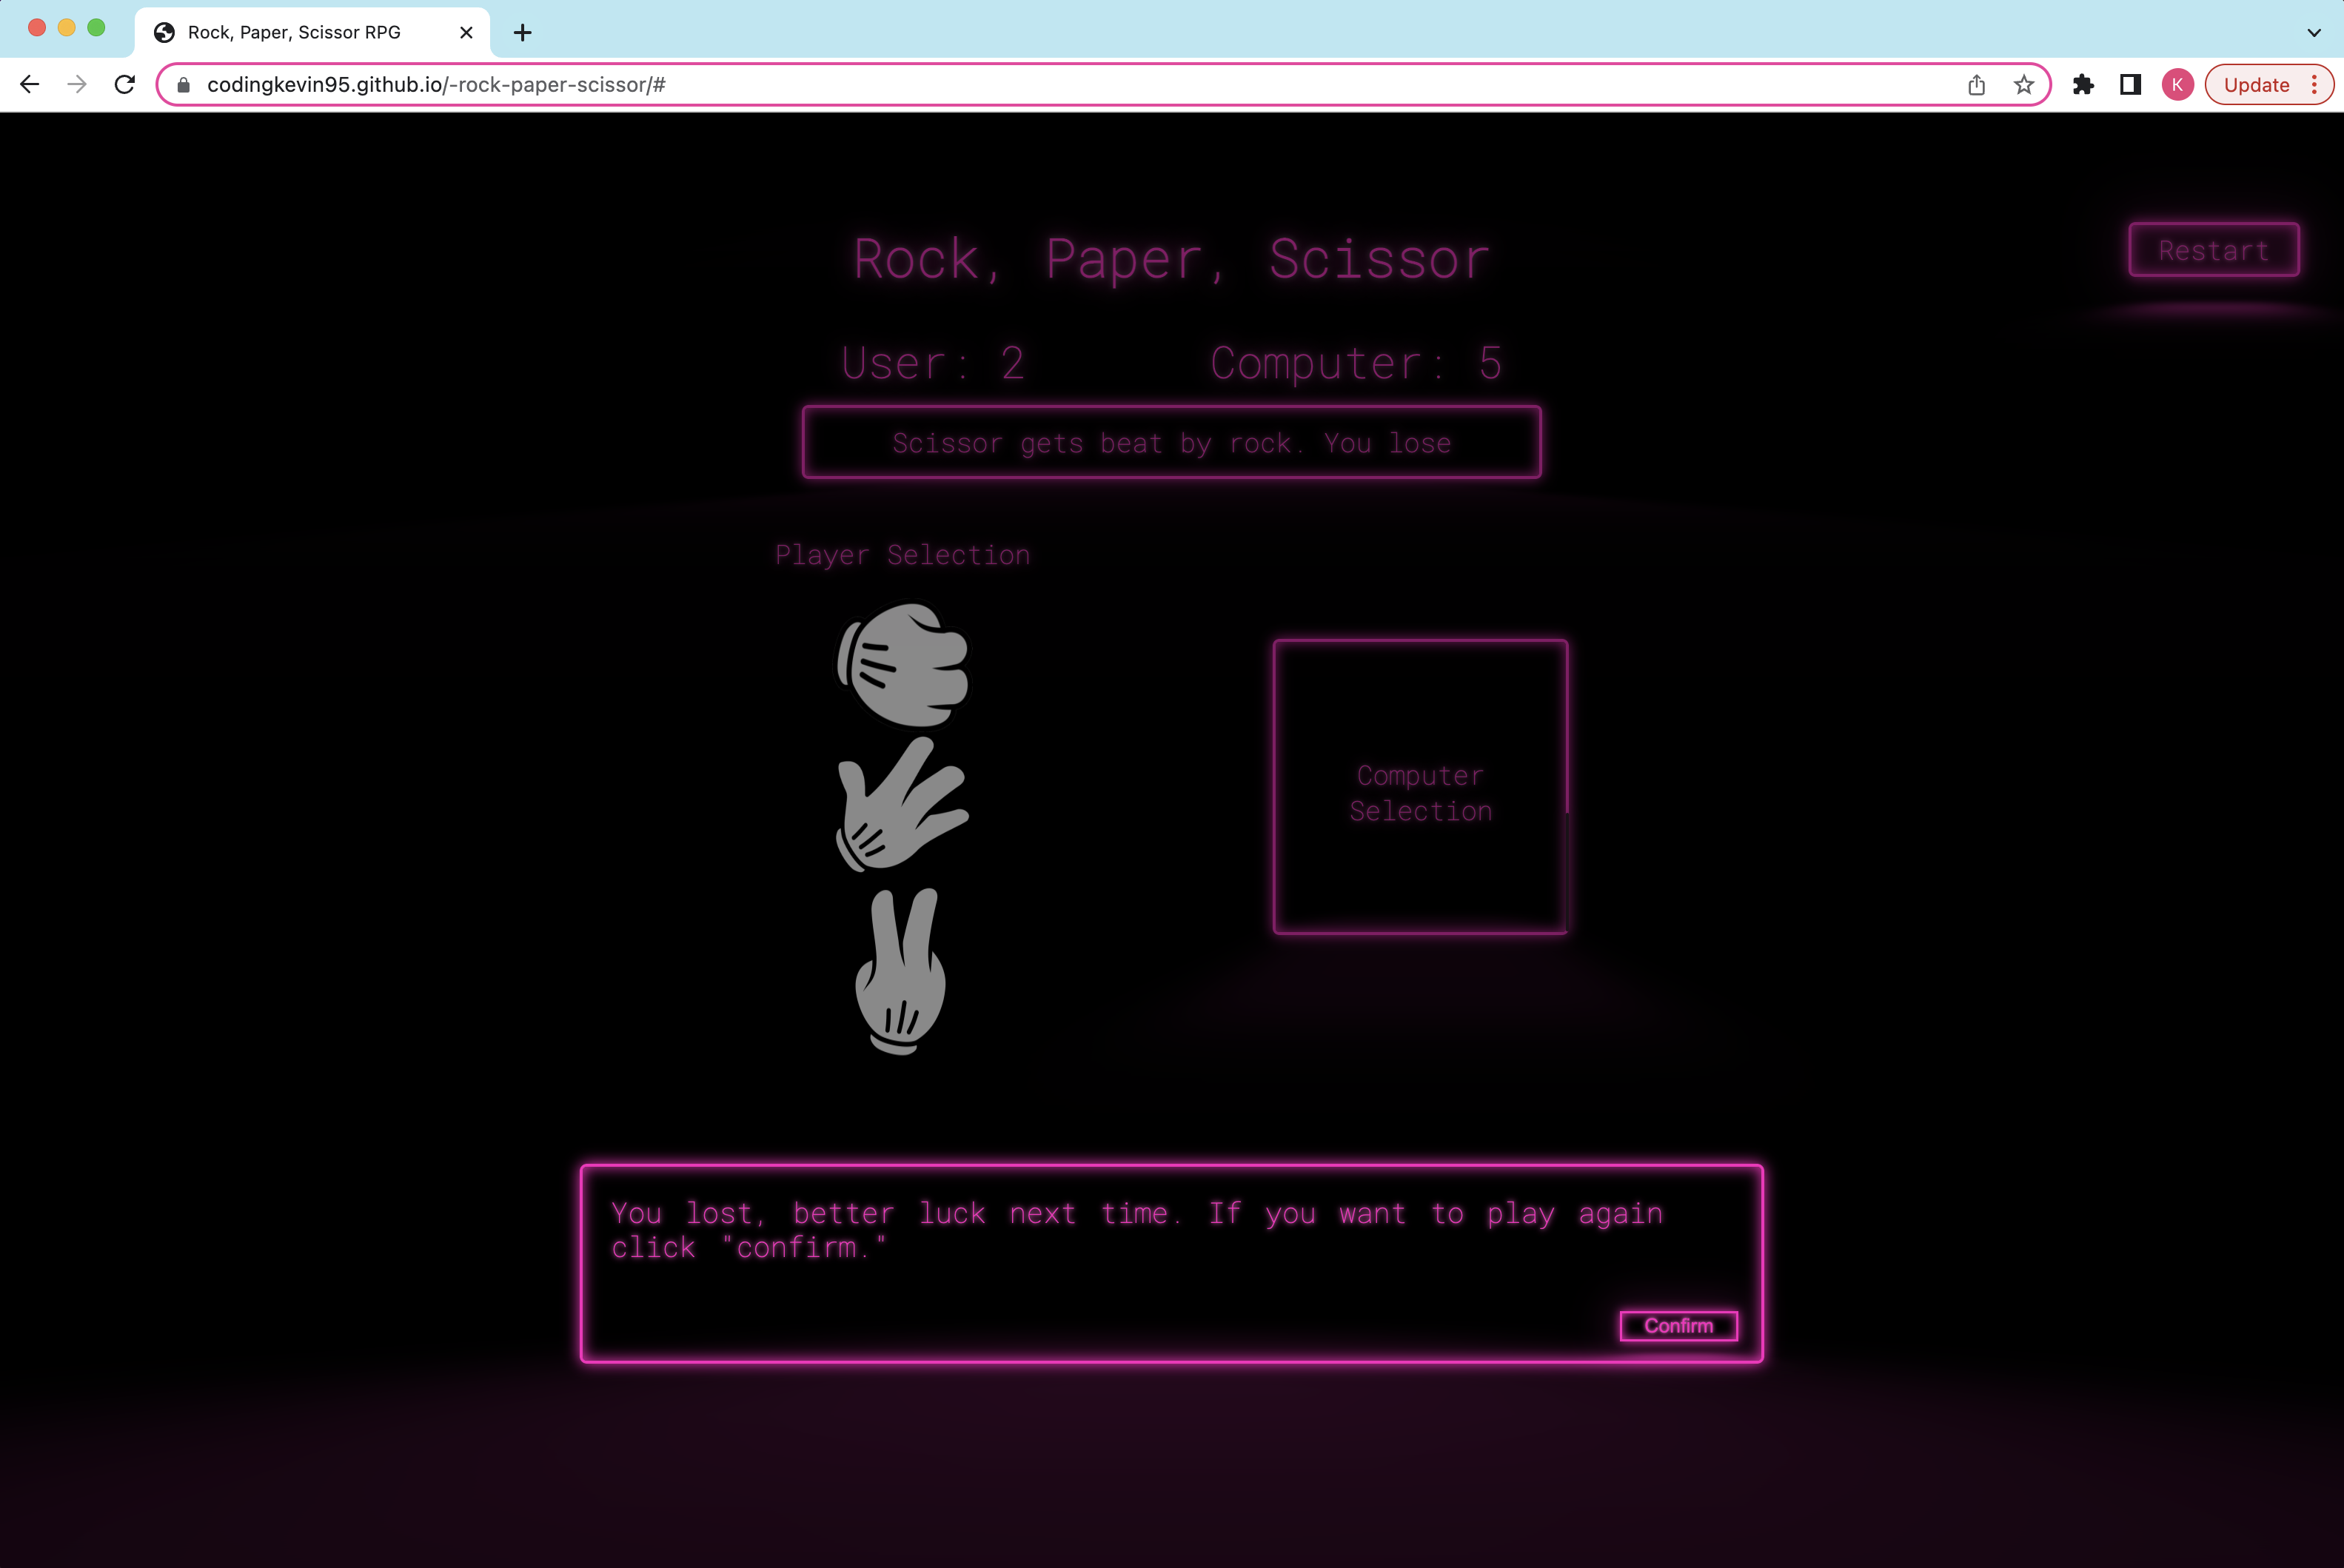 Rock, Paper, Scissor RPG
codingkevin95.github.io/-rock-paper-scissor/#
K
Update
Rock, Paper, Scissor
Restart
User: 2
Computer: 5
Scissor gets beat by rock. You lose
Player Selection
Computer
Selection
You lost, better luck next time. If you want to play again
click "confirm."
Confirm